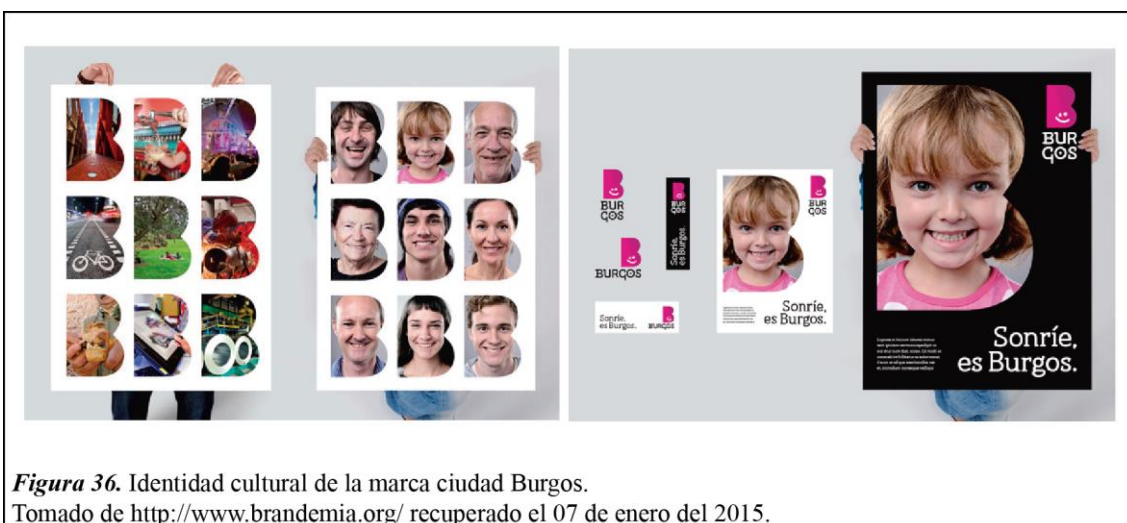 BUR
GOS
BURGOS
Sonríe,
es Burgos.
BURGOS
BUR
GOS
Sonríe,
es Burgos.
BUR
GOS
Sonríe,
es Burgos.
BUR
GOS
Sonríe,
es Burgos.
Figura 36. Identidad cultural de la marca ciudad Burgos.
Tomado de http://www.brandemia.org/ recuperado el 07 de enero del 2015.